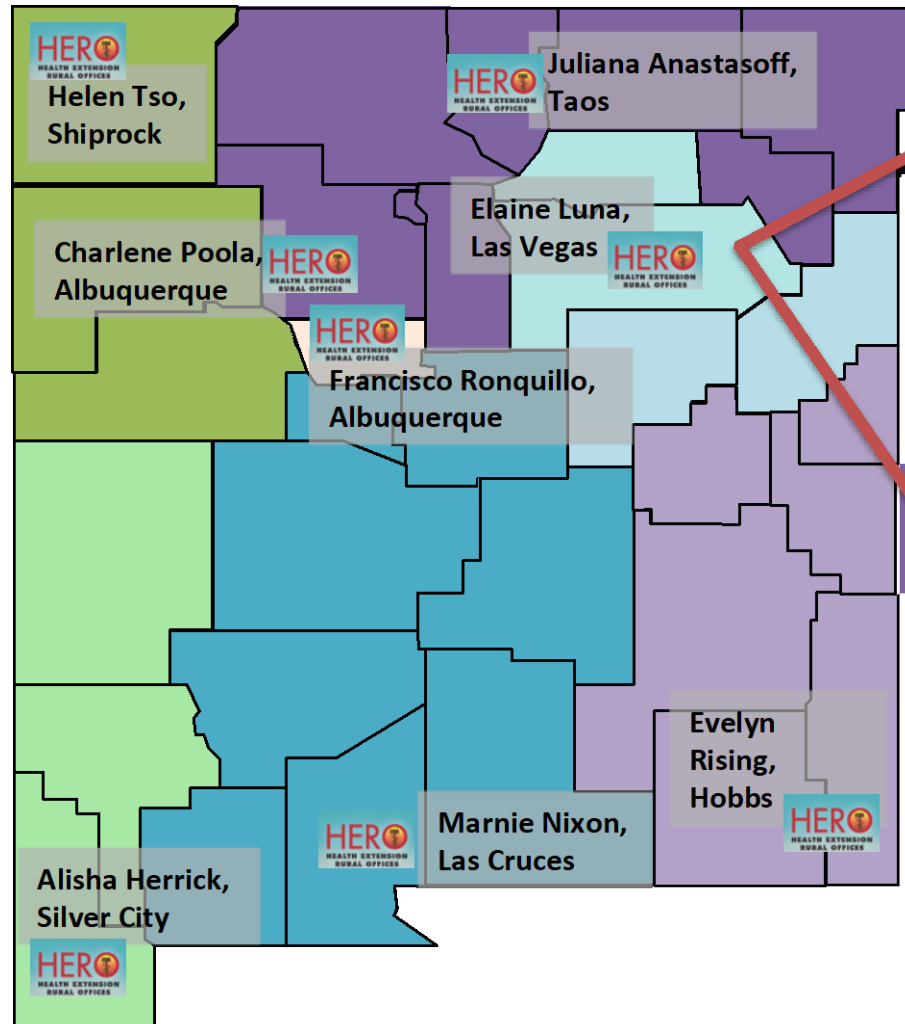 HERO
HEALTH EXTENSION
RURAL OFFICES
Helen Tso,
Shiprock
HERO
HEALTH EXTENSION
RURAL OFFICES
Juliana Anastasoff,
Taos
Elaine Luna,
Las Vegas
HERO
HEALTH EXTENSION
RURAL OFFICES
Charlene Poola,
Albuquerque
HERO
HEALTH EXTENSION
RURAL OFFICES
HERO
HEALTH EXTENSION
RURAL OFFICES
Francisco Ronquillo,
Albuquerque
Evelyn
Rising,
Hobbs
HERO
HEALTH EXTENSION
RURAL OFFICES
HERO
HEALTH EXTENSION
RURAL OFFICES
Marnie Nixon,
Las Cruces
Alisha Herrick,
Silver City
HERO
HEALTH EXTENSION
RURAL OFFICES